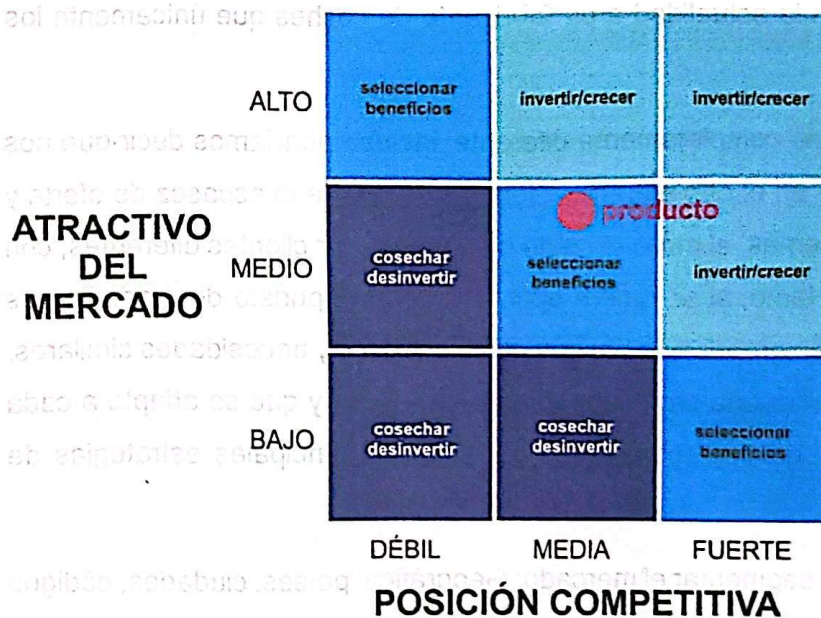 ALTO
seleccionar
beneficios
invertir/crecer
invertir/crecer
producto
ATRACTIVO
DEL
MERCADO
MEDIO
cosechar
desinvertir
seleccionar
beneficios
invertir/crecer
BAJO
cosechar
desinvertir
cosechar
desinvertir
seleccionar
beneficios
DÉBIL
MEDIA
FUERTE
POSICIÓN COMPETITIVA